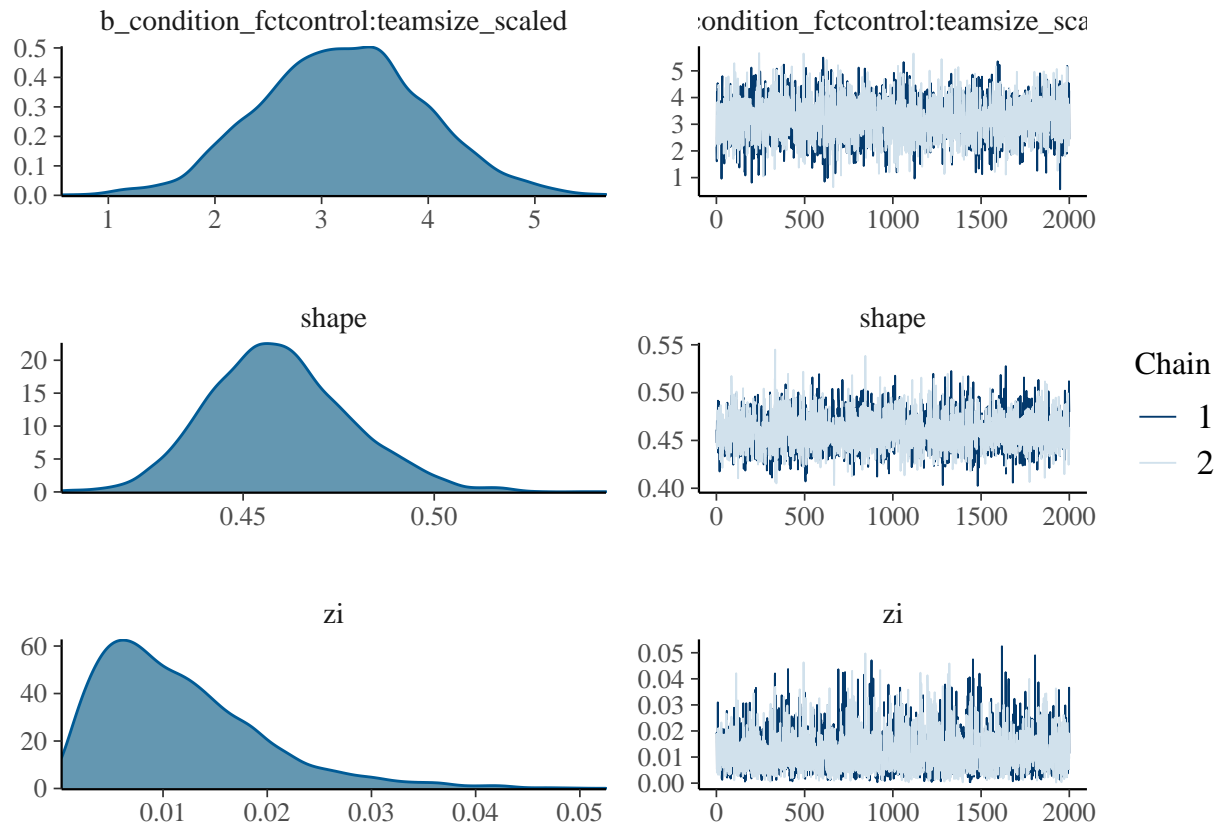 b_condition_fctcontrol:teamsize_scaled
0.5
0.4
0.3
0.2
0.1
0.0
1 2 3 4 5
:ondition_fctcontrol:teamsize_sca
5
4
3
2
1
0 500 1000 1500 2000
shape
20
15
10
5
0
0.45 0.50
shape
0.55
0.50
0.45
0.40
0 500 1000 1500 2000
zi
60
40
20
0
0.01 0.02 0.03 0.04 0.05
zi
0.05
0.04
0.03
0.02
0.01
0.00
0 500 1000 1500 2000
Chain
1
2